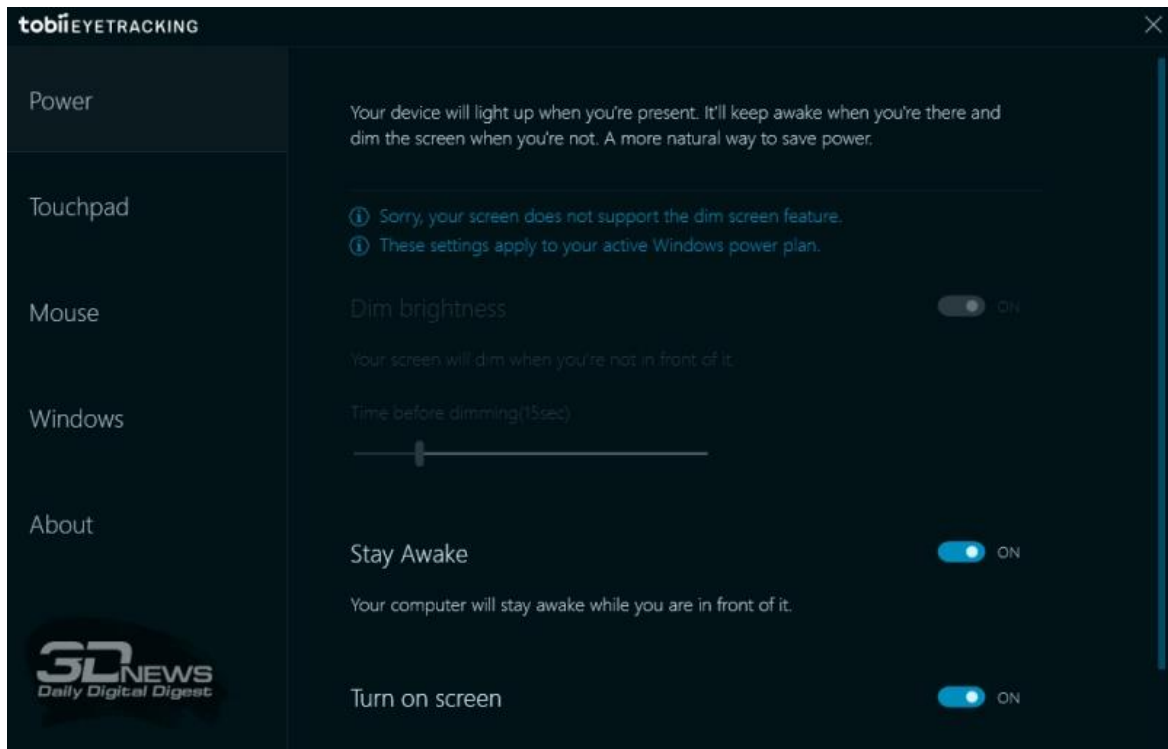 tobii EYETRACKING
Power
Touchpad
Mouse
Windows
About
Your device will light up when you're present. It'll keep awake when you're there and
dim the screen when you're not. A more natural way to save power.
Sorry, your screen does not support the dim screen feature.
These settings apply to your active Windows power plan.
Dim brightness
ON
Your screen will dim when you're not in front of it.
Time before dimming(15sec)
Stay Awake
ON
Your computer will stay awake while you are in front of it.
Turn on screen
ON
3DNEWS
Daily Digital Digest